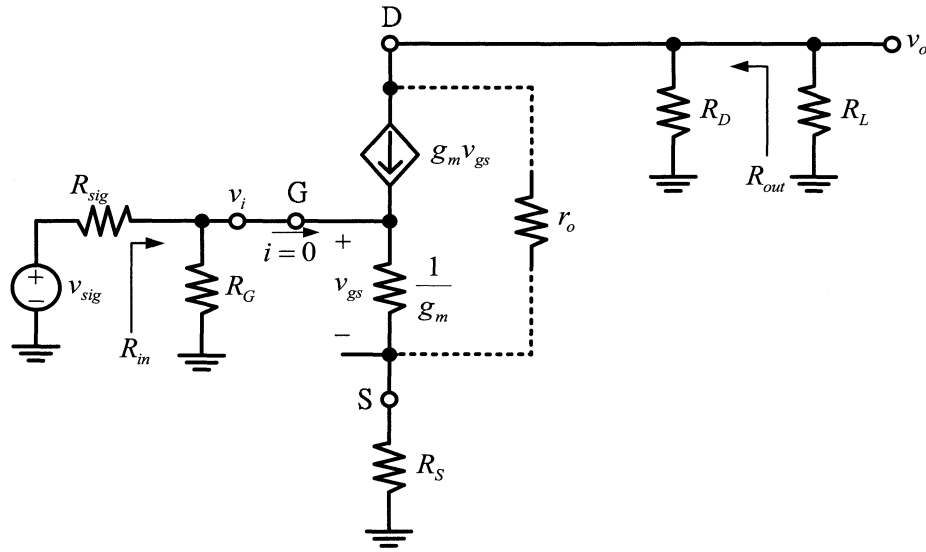 D
v_o
R_D
R_L
R_out
g_m v_gs
R_sig
v_i
G
i = 0
+
r_o
+
−
v_sig
R_G
v_gs
1/g_m
R_in
−
S
R_S